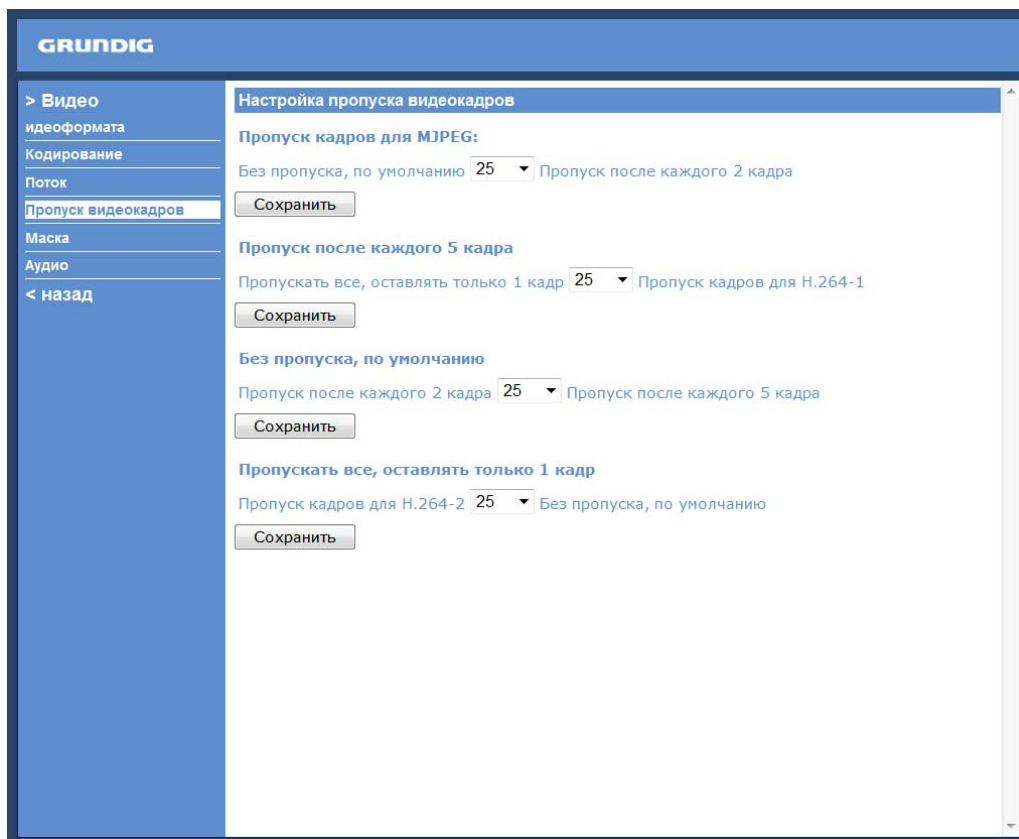 GRUNDIG
> Видео
идеоформата
Кодирование
Поток
Пропуск видеокадров
Маска
Аудио
< назад
Настройка пропуска видеокадров
Пропуск кадров для MJPEG:
Без пропуска, по умолчанию 25 Пропуск после каждого 2 кадра
Сохранить
Пропуск после каждого 5 кадра
Пропускать все, оставлять только 1 кадр 25 Пропуск кадров для H.264-1
Сохранить
Без пропуска, по умолчанию
Пропуск после каждого 2 кадра 25 Пропуск после каждого 5 кадра
Сохранить
Пропускать все, оставлять только 1 кадр
Пропуск кадров для H.264-2 25 Без пропуска, по умолчанию
Сохранить